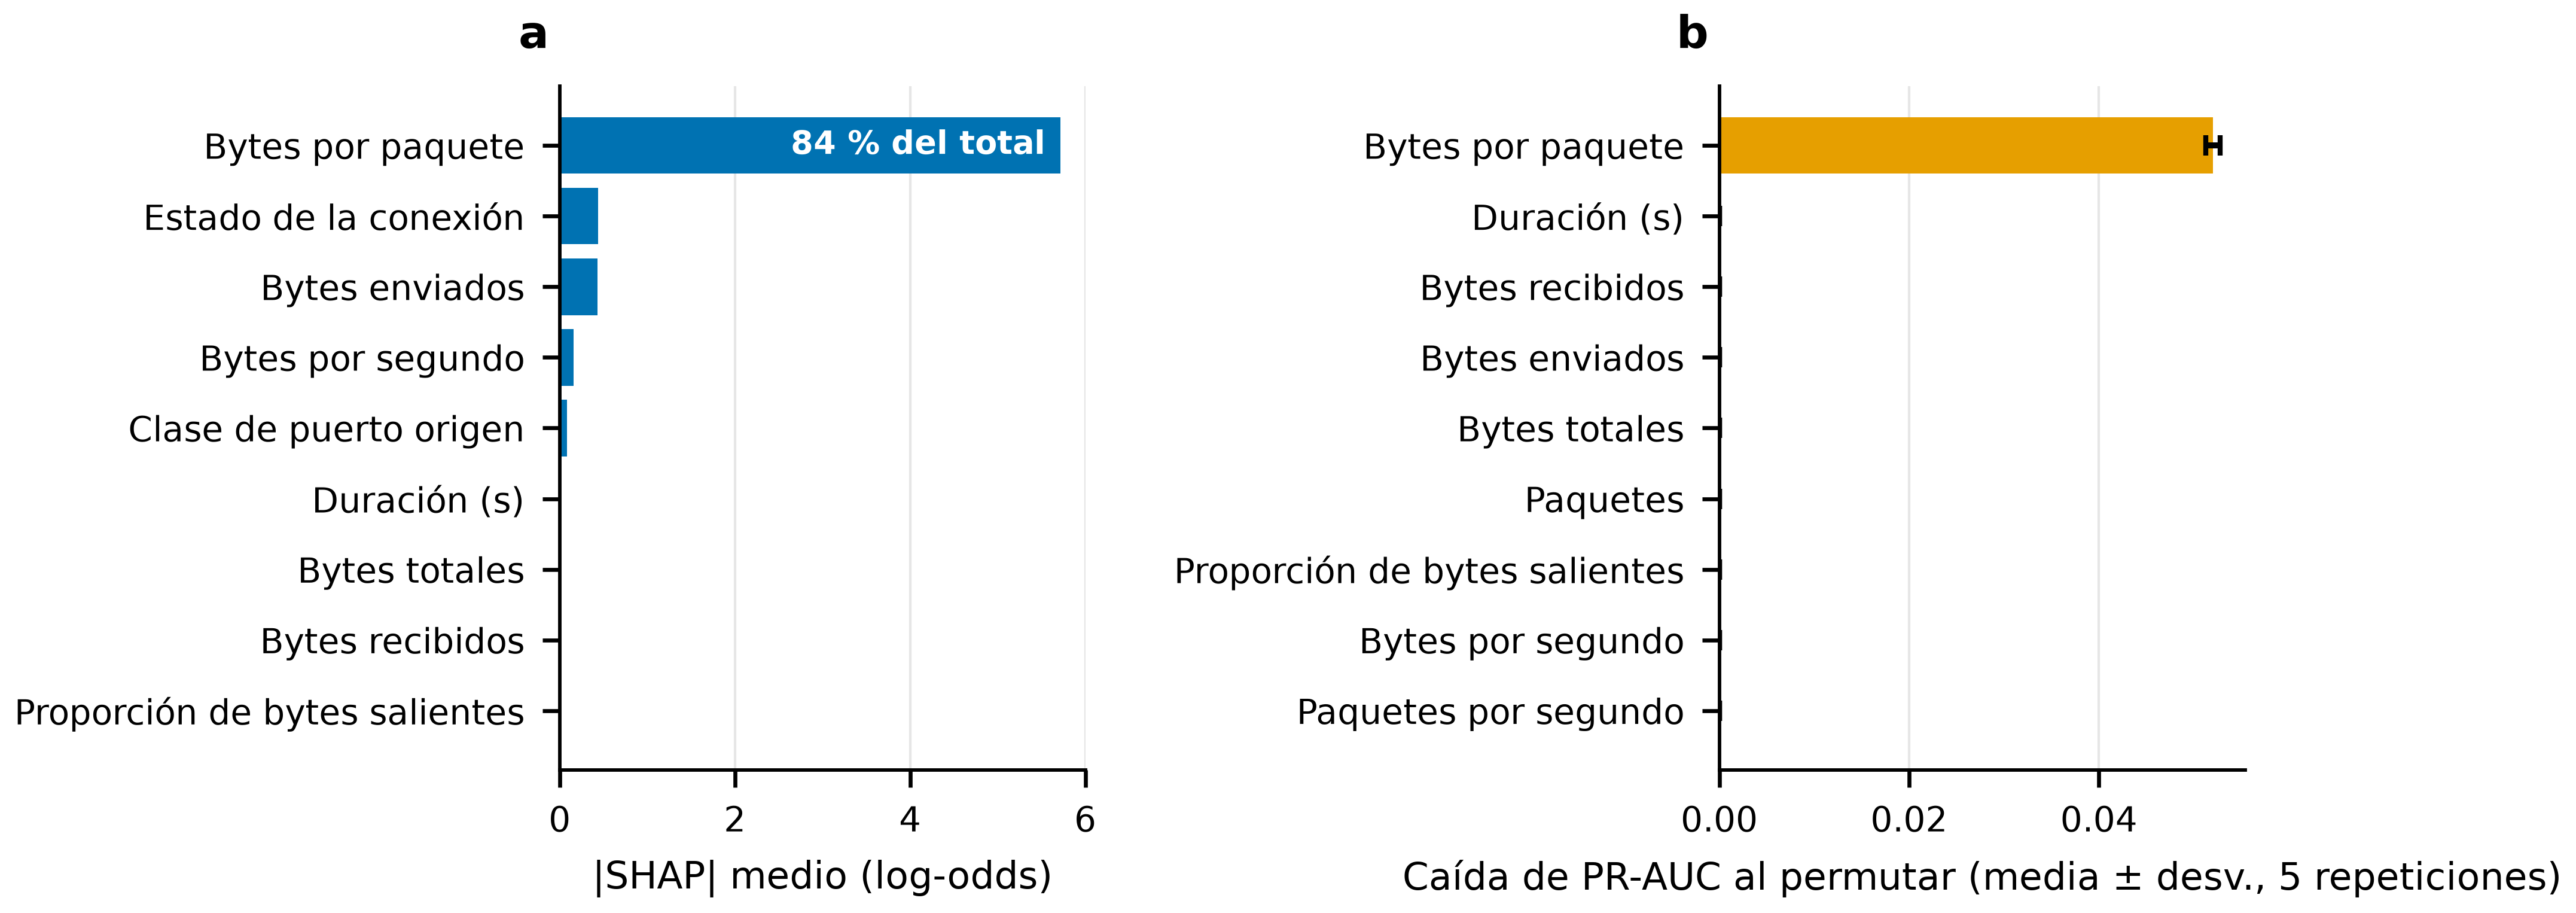 a
Bytes por paquete
84 % del total
Estado de la conexión
Bytes enviados
Bytes por segundo
Clase de puerto origen
Duración (s)
Bytes totales
Bytes recibidos
Proporción de bytes salientes
0 2 4 6
|SHAP| medio (log-odds)
b
Bytes por paquete
Duración (s)
Bytes recibidos
Bytes enviados
Bytes totales
Paquetes
Proporción de bytes salientes
Bytes por segundo
Paquetes por segundo
0.00 0.02 0.04
Caída de PR-AUC al permutar (media ± desv., 5 repeticiones)